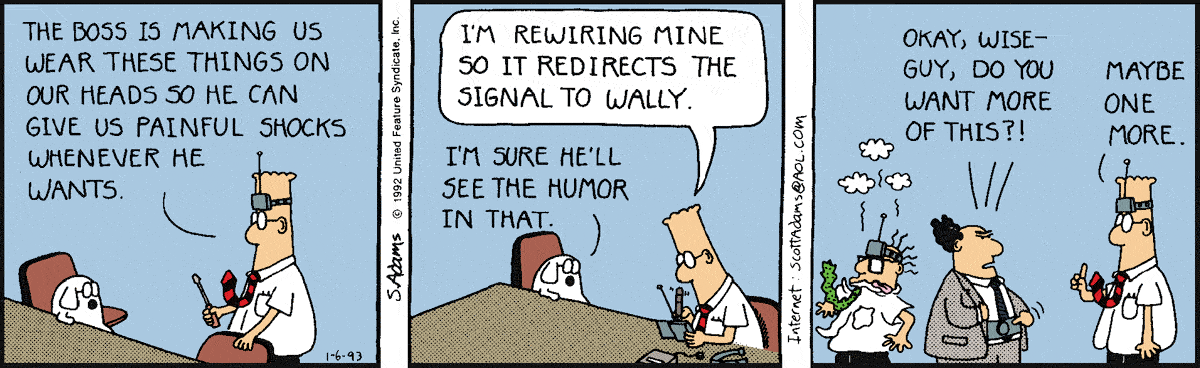 THE BOSS IS MAKING US
WEAR THESE THINGS ON
OUR HEADS SO HE CAN
GIVE US PAINFUL SHOCKS
WHENEVER HE
WANTS.
1-6-93
S.Adams
© 1992 United Feature Syndicate, Inc.
I'M REWIRING MINE
SO IT REDIRECTS THE
SIGNAL TO WALLY.
I'M SURE HE'LL
SEE THE HUMOR
IN THAT.
Internet: SCOTTADAMS@AOL.COM
OKAY, WISE-
GUY, DO YOU
WANT MORE
OF THIS?!
MAYBE
ONE
MORE.